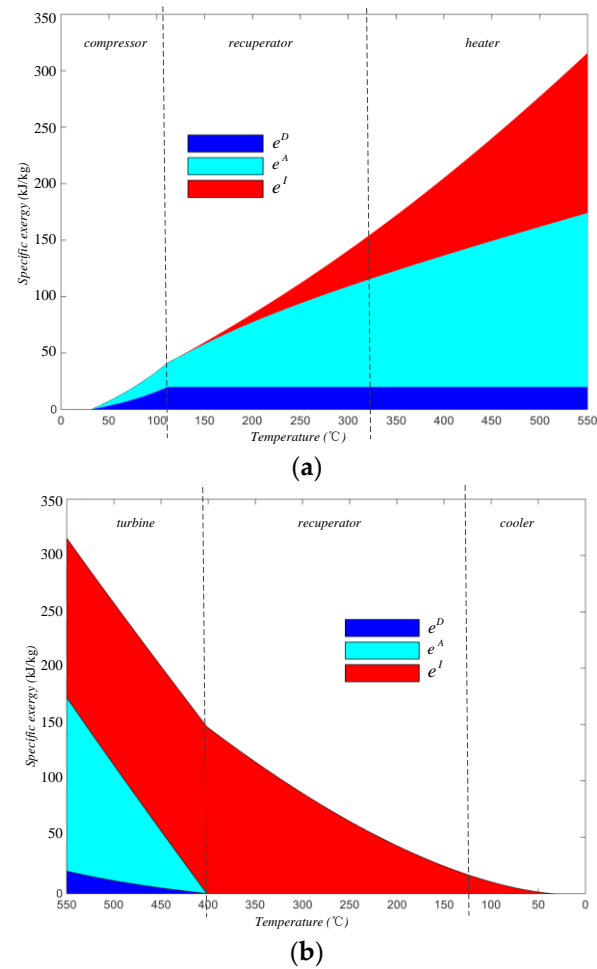 350
compressor recuperator heater
300
250
e^D
e^A
e^I
200
150
100
50
0
Specific exergy (kJ/kg)
0 50 100 150 200 250 300 350 400 450 500 550
Temperature (℃)
(a)
350
turbine recuperator cooler
300
250
e^D
e^A
e^I
200
150
100
50
0
Specific exergy (kJ/kg)
550 500 450 400 350 300 250 200 150 100 50 0
Temperature (℃)
(b)